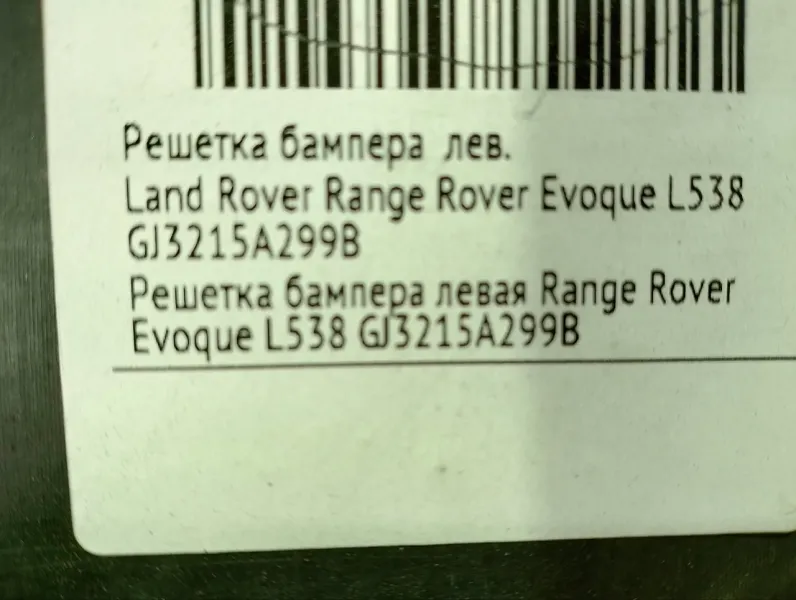 Решетка бампера лев.
Land Rover Range Rover Evoque L538
GJ3215A299B
Решетка бампера левая Range Rover
Evoque L538 GJ3215A299B